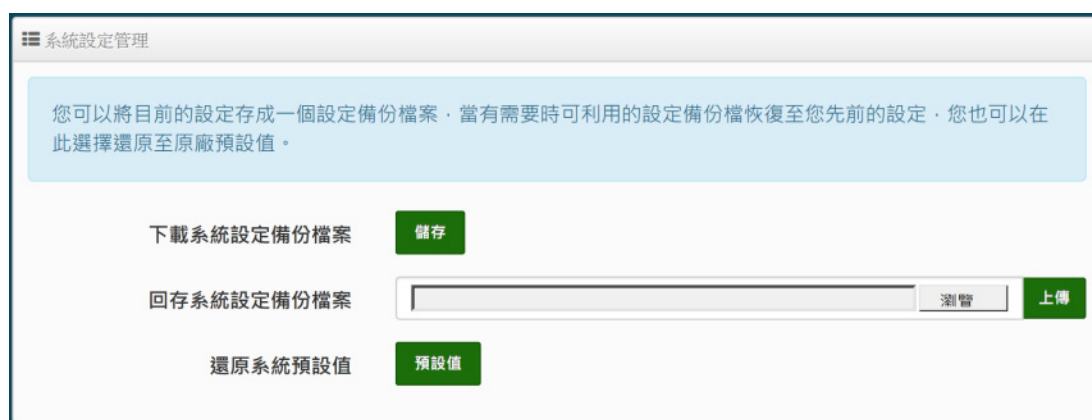 系統設定管理
您可以將目前的設定存成一個設定備份檔案，當有需要時可利用的設定備份檔恢復至您先前的設定，您也可以在
此選擇還原至原廠預設值。
下載系統設定備份檔案 儲存
回存系統設定備份檔案 瀏覽 上傳
還原系統預設值 預設值